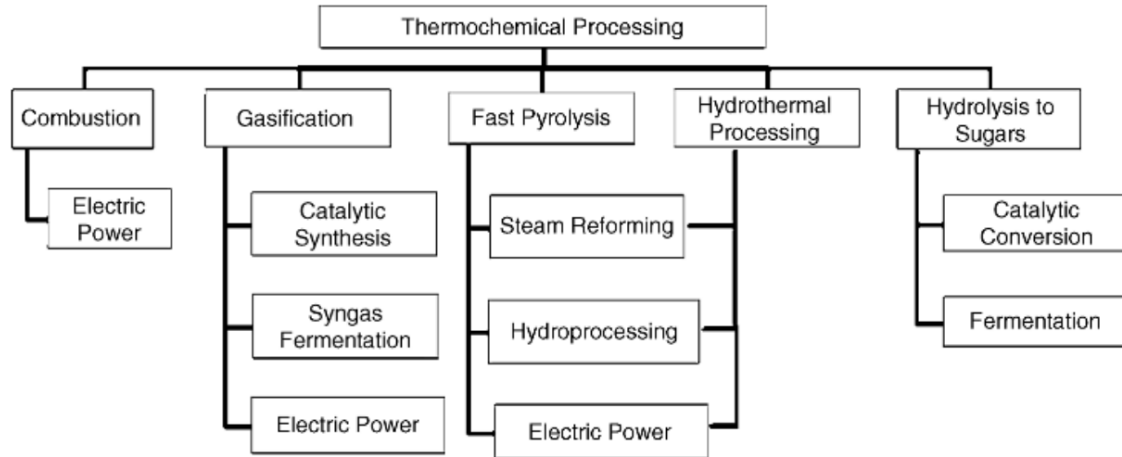 Thermochemical Processing
Combustion
Gasification
Fast Pyrolysis
Hydrothermal
Processing
Hydrolysis to
Sugars
Electric
Power
Catalytic
Synthesis
Steam Reforming
Catalytic
Conversion
Syngas
Fermentation
Hydroprocessing
Fermentation
Electric Power
Electric Power